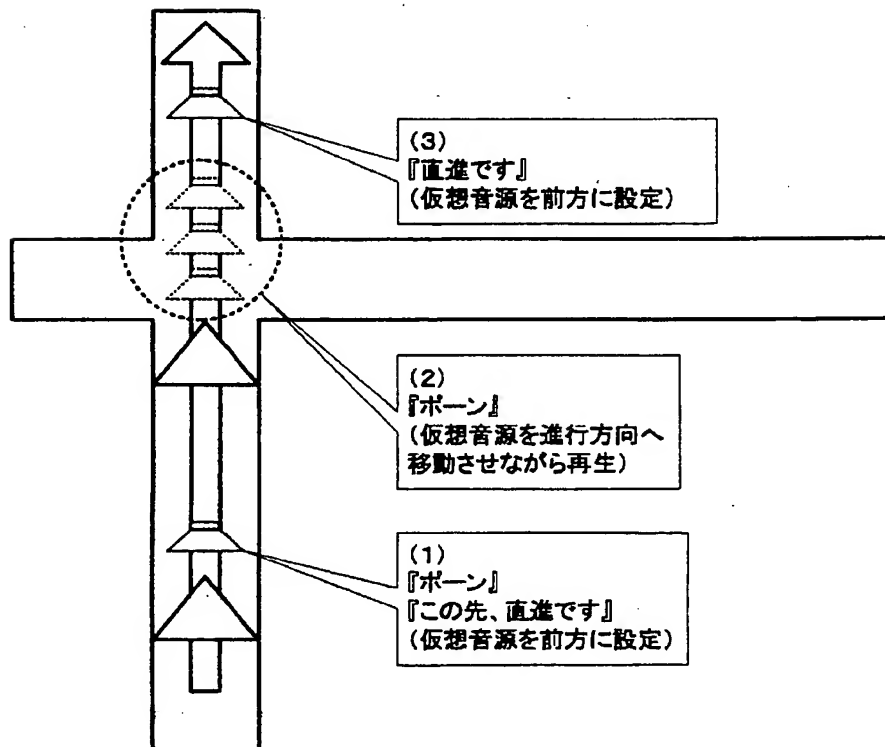 (3)
『直進です』
(仮想音源を前方に設定)
(2)
『ポーン』
(仮想音源を進行方向へ
移動させながら再生)
(1)
『ポーン』
『この先、直進です』
(仮想音源を前方に設定)